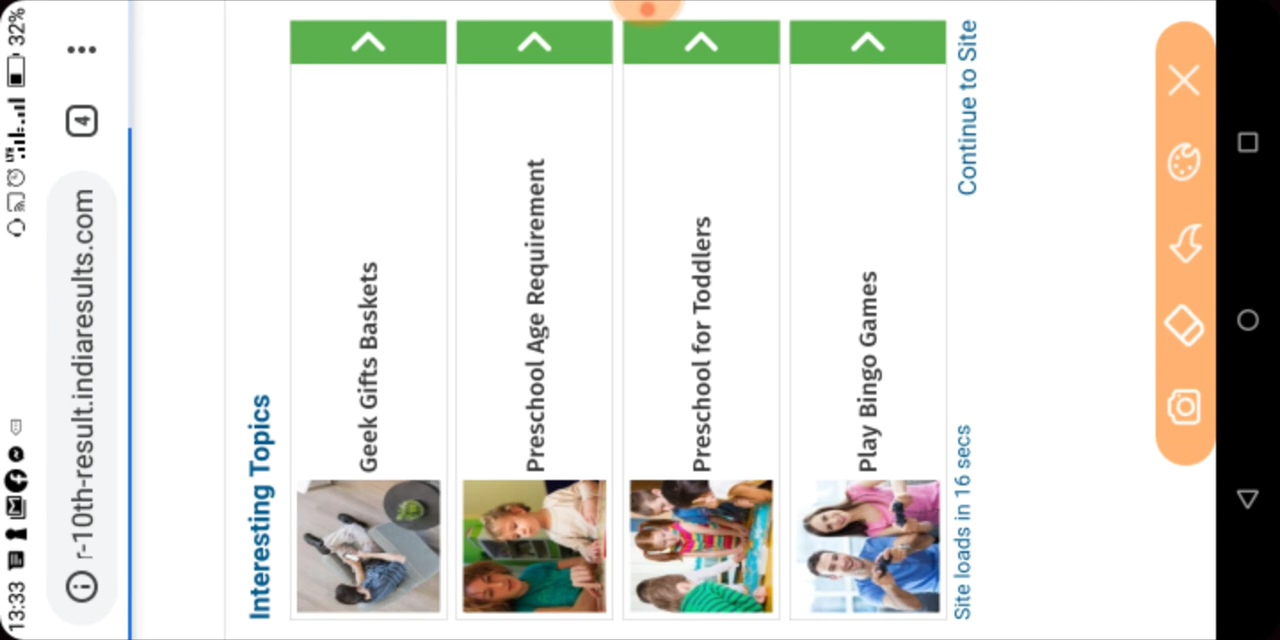 13:33
LTE
32%
r-10th-result.indiaresults.com
4
Interesting Topics
Geek Gifts Baskets
Preschool Age Requirement
Preschool for Toddlers
Play Bingo Games
Site loads in 16 secs
Continue to Site